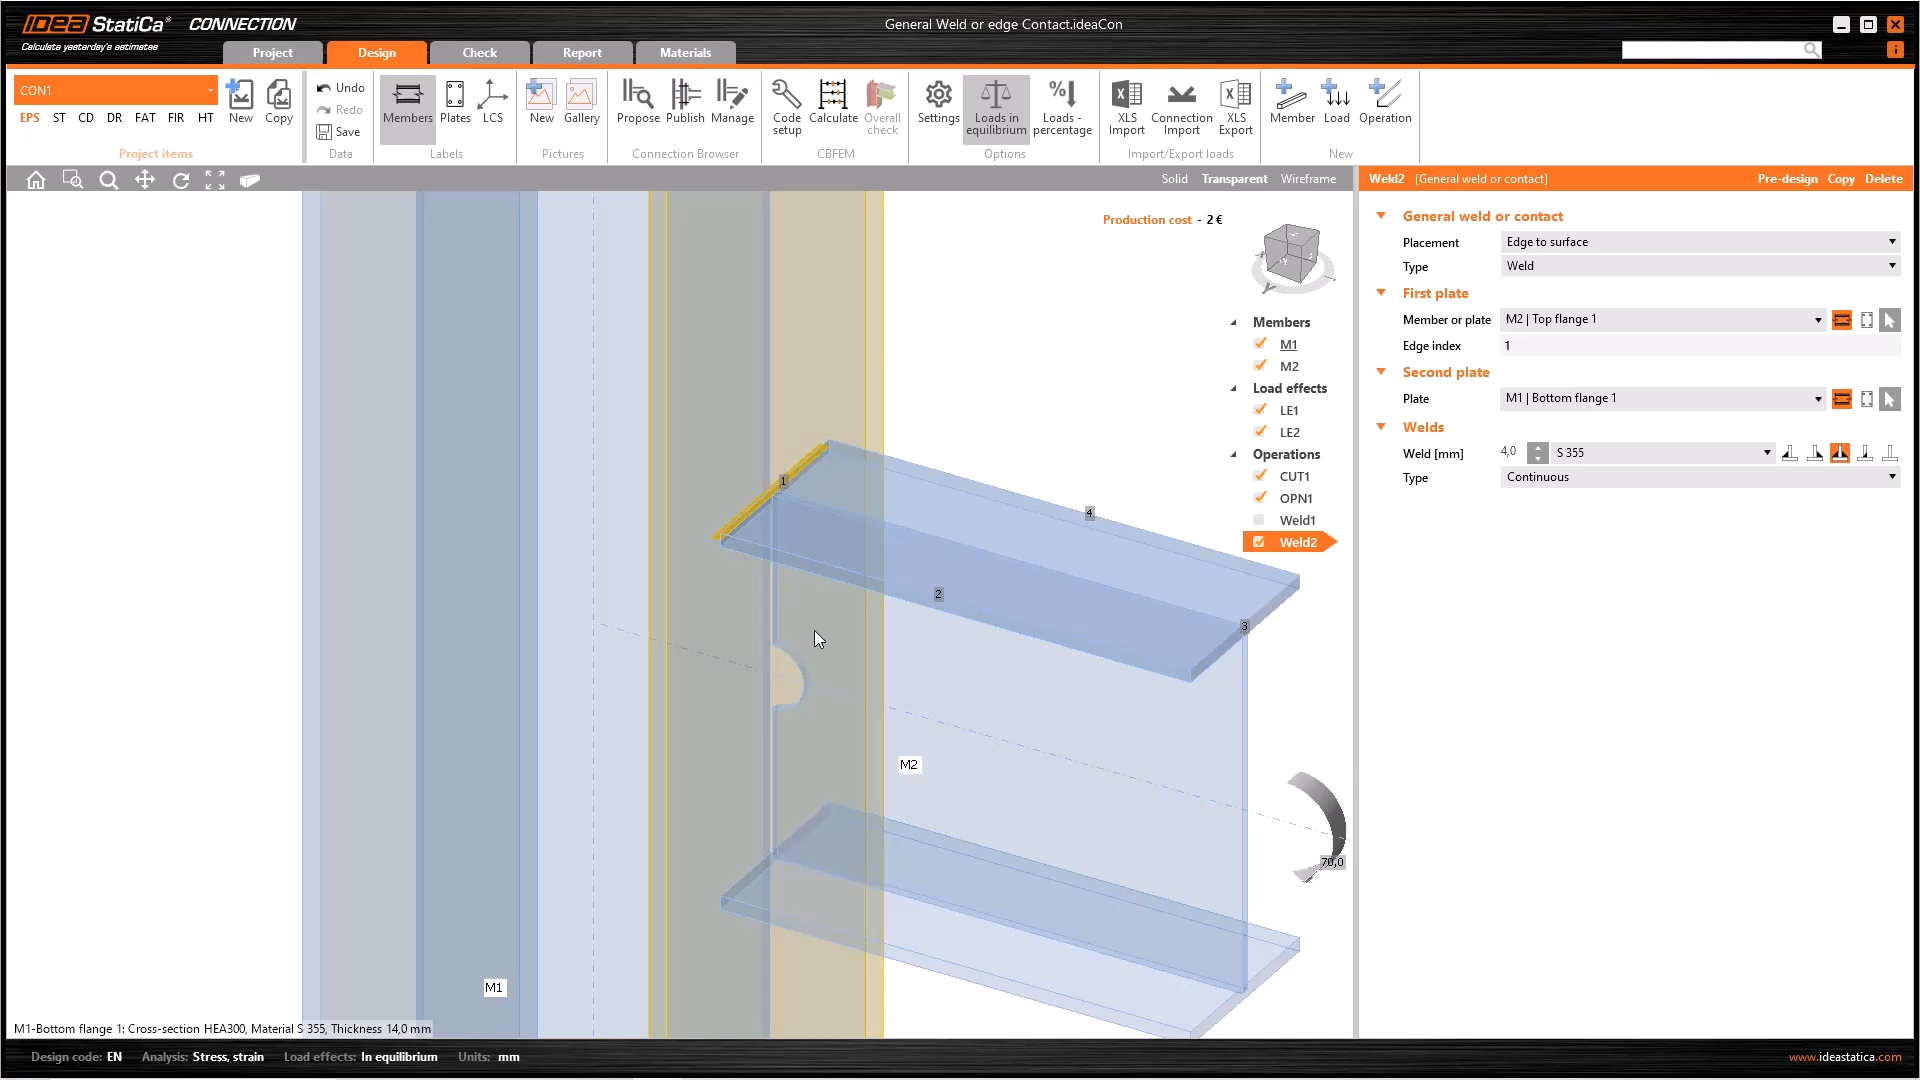 IDEA StatiCa® CONNECTION
Calculate yesterday's estimates
General Weld or edge Contact.ideaCon
Project Design Check Report Materials
CON1
EPS ST CD DR FAT FIR HT
New
Copy
Project items
Undo
Redo
Save
Data
Members
Plates
LCS
Labels
New
Gallery
Pictures
Propose
Publish
Manage
Connection Browser
Code setup
Calculate
Overall check
CBFEM
Settings
Loads in equilibrium
Loads - percentage
Options
XLS Import
Connection Import
XLS Export
Import/Export loads
Member
Load
Operation
New
Solid Transparent Wireframe
Production cost - 2 €
Members
M1
M2
Load effects
LE1
LE2
Operations
CUT1
OPN1
Weld1
Weld2
1
4
2
3
M2
70,0
M1
M1-Bottom flange 1: Cross-section HEA300, Material S 355, Thickness 14,0 mm
Weld2 [General weld or contact] Pre-design Copy Delete
General weld or contact
Placement Edge to surface
Type Weld
First plate
Member or plate M2 | Top flange 1
Edge index 1
Second plate
Plate M1 | Bottom flange 1
Welds
Weld [mm] 4,0 S 355
Type Continuous
Design code: EN Analysis: Stress, strain Load effects: In equilibrium Units: mm
www.ideastatica.com